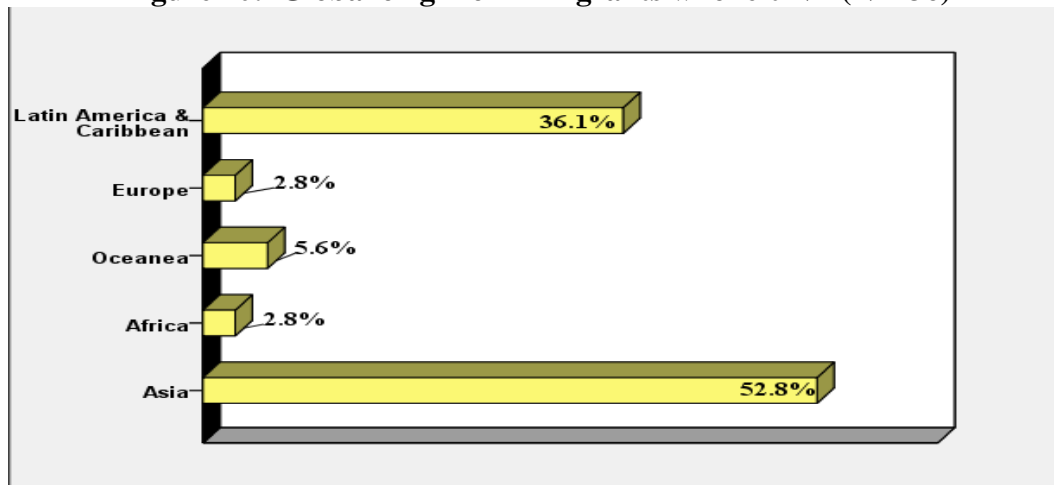 Latin America &
Caribbean
36.1%
Europe
2.8%
Oceanea
5.6%
Africa
2.8%
Asia
52.8%